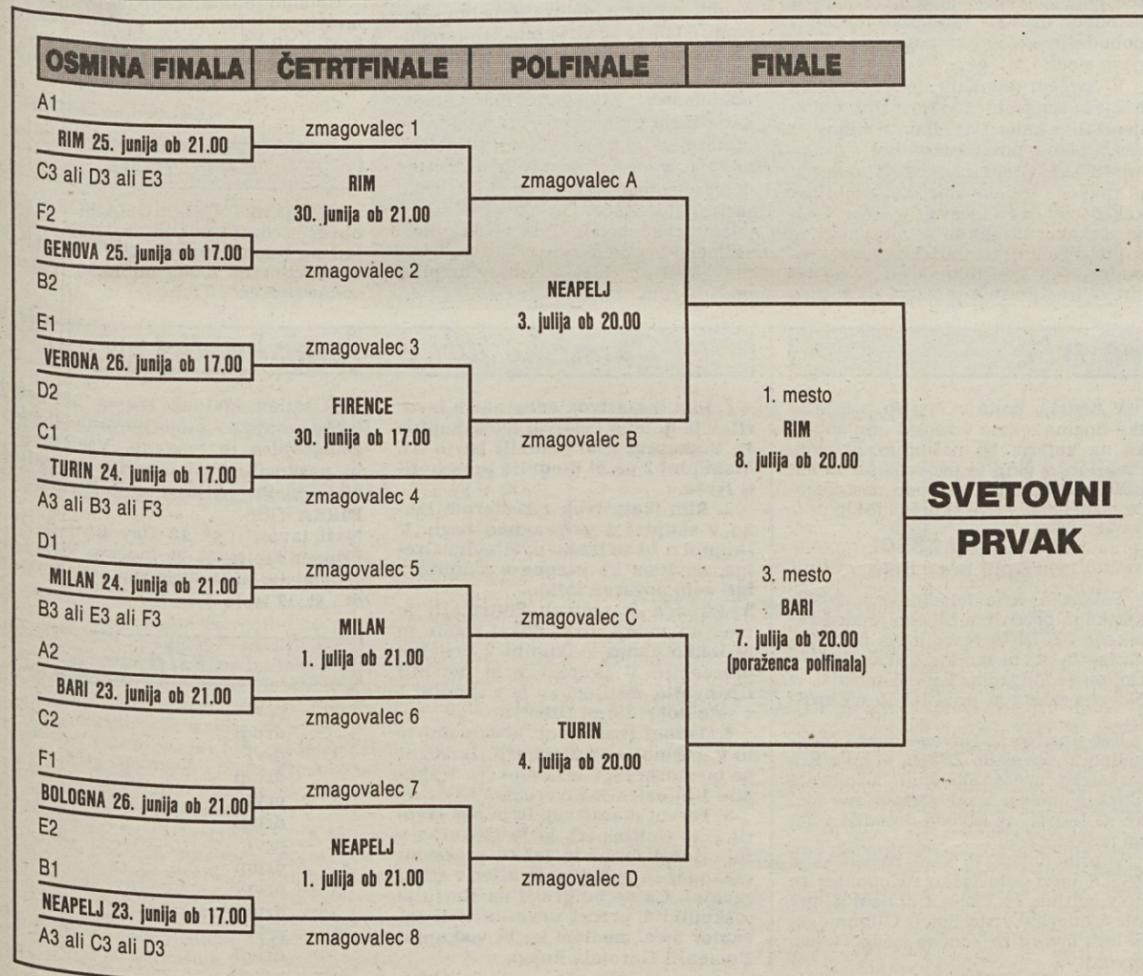 OSMINA FINALA
ČETRTFINALE
POLFINALE
FINALE
A1
RIM 25. junija ob 21.00
C3 ali D3 ali E3
F2
GENOVA 25. junija ob 17.00
B2
E1
VERONA 26. junija ob 17.00
D2
C1
TURIN 24. junija ob 17.00
A3 ali B3 ali F3
D1
MILAN 24. junija ob 21.00
B3 ali E3 ali F3
A2
BARI 23. junija ob 21.00
C2
F1
BOLOGNA 26. junija ob 21.00
E2
B1
NEAPELJ 23. junija ob 17.00
A3 ali C3 ali D3
zmagovalec 1
RIM
30. junija ob 21.00
zmagovalec 2
zmagovalec 3
FIRENCE
30. junija ob 17.00
zmagovalec 4
zmagovalec 5
MILAN
1. julija ob 21.00
zmagovalec 6
zmagovalec 7
NEAPELJ
1. julija ob 21.00
zmagovalec 8
zmagovalec A
NEAPELJ
3. julija ob 20.00
zmagovalec B
zmagovalec C
TURIN
4. julija ob 20.00
zmagovalec D
1. mesto
RIM
8. julija ob 20.00
3. mesto
BARI
7. julija ob 20.00
(poraženca polfinala)
SVETOVNI
PRVAK